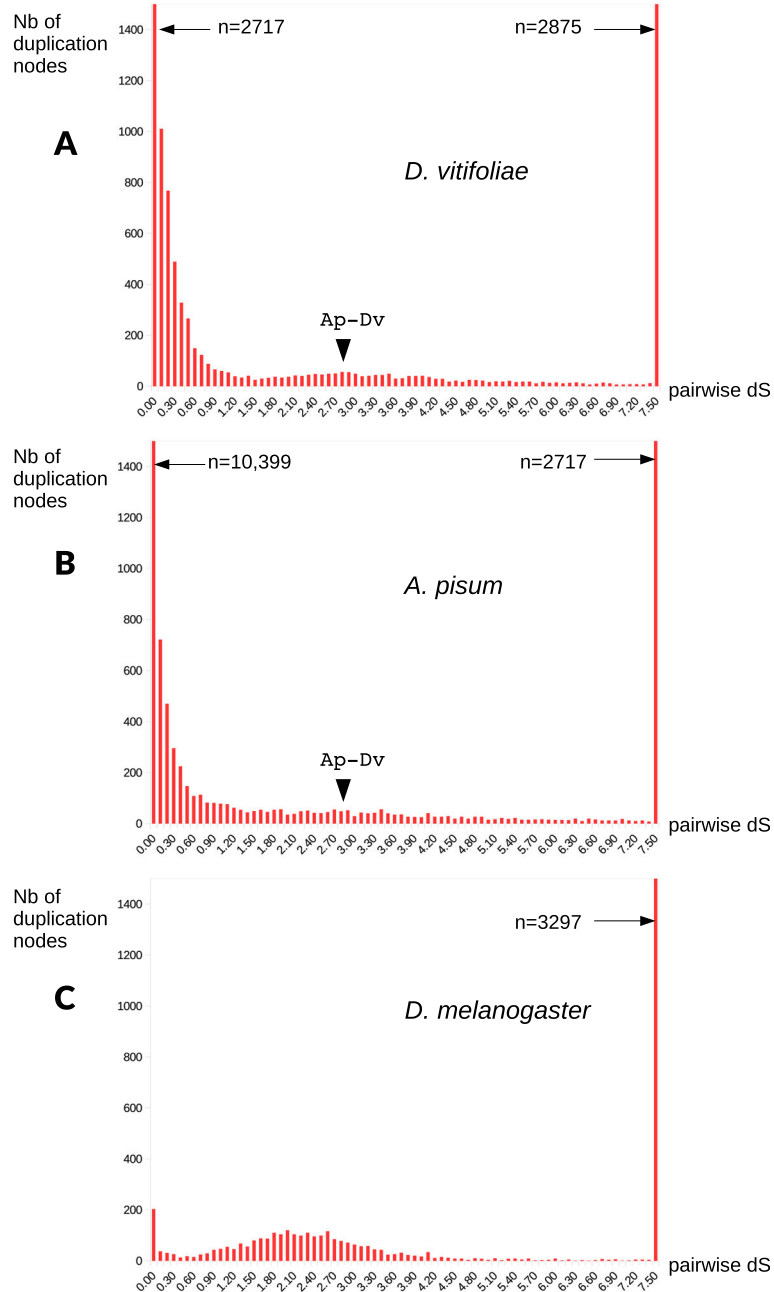 Nb of
duplication
nodes
n=2717
n=2875
A
D. vitifoliae
Ap-Dv
1400
1200
1000
800
600
400
200
0
0.00 0.30 0.60 0.90 1.20 1.50 1.80 2.10 2.40 2.70 3.00 3.30 3.60 3.90 4.20 4.50 4.80 5.10 5.40 5.70 6.00 6.30 6.60 6.90 7.20 7.50
pairwise dS
Nb of
duplication
nodes
n=10,399
n=2717
B
A. pisum
Ap-Dv
1400
1200
1000
800
600
400
200
0
0.00 0.30 0.60 0.90 1.20 1.50 1.80 2.10 2.40 2.70 3.00 3.30 3.60 3.90 4.20 4.50 4.80 5.10 5.40 5.70 6.00 6.30 6.60 6.90 7.20 7.50
pairwise dS
Nb of
duplication
nodes
n=3297
C
D. melanogaster
1400
1200
1000
800
600
400
200
0
0.00 0.30 0.60 0.90 1.20 1.50 1.80 2.10 2.40 2.70 3.00 3.30 3.60 3.90 4.20 4.50 4.80 5.10 5.40 5.70 6.00 6.30 6.60 6.90 7.20 7.50
pairwise dS